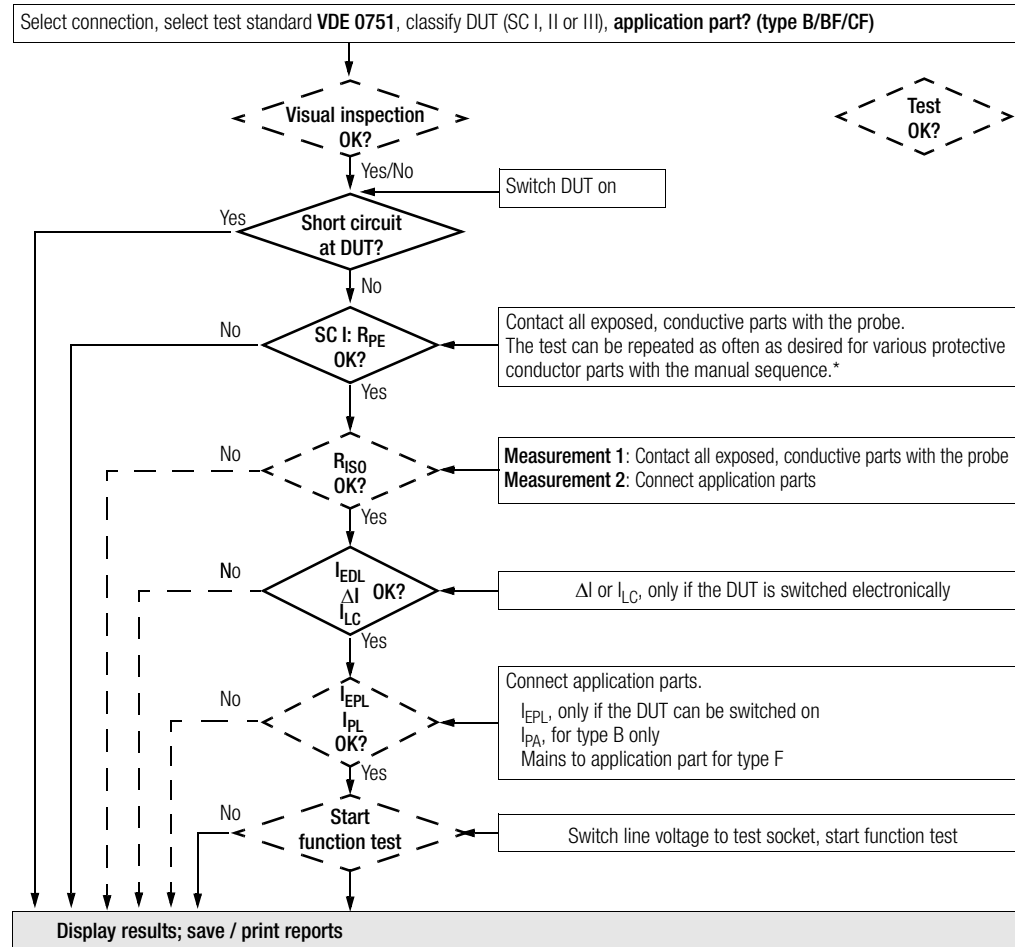 Select connection, select test standard VDE 0751, classify DUT (SC I, II or III), application part? (type B/BF/CF)
Visual inspection
OK?
Test
OK?
Yes/No
Switch DUT on
Yes
Short circuit
at DUT?
No
No
SC I: RPE
OK?
Contact all exposed, conductive parts with the probe.
The test can be repeated as often as desired for various protective
conductor parts with the manual sequence.*
Yes
No
RISO
OK?
Measurement 1: Contact all exposed, conductive parts with the probe
Measurement 2: Connect application parts
Yes
No
IEDL
ΔI OK?
ILC
ΔI or ILC, only if the DUT is switched electronically
Yes
No
IEPL
IPL
OK?
Connect application parts.
IEPL, only if the DUT can be switched on
IPA, for type B only
Mains to application part for type F
Yes
No
Start
function test
Switch line voltage to test socket, start function test
Display results; save / print reports